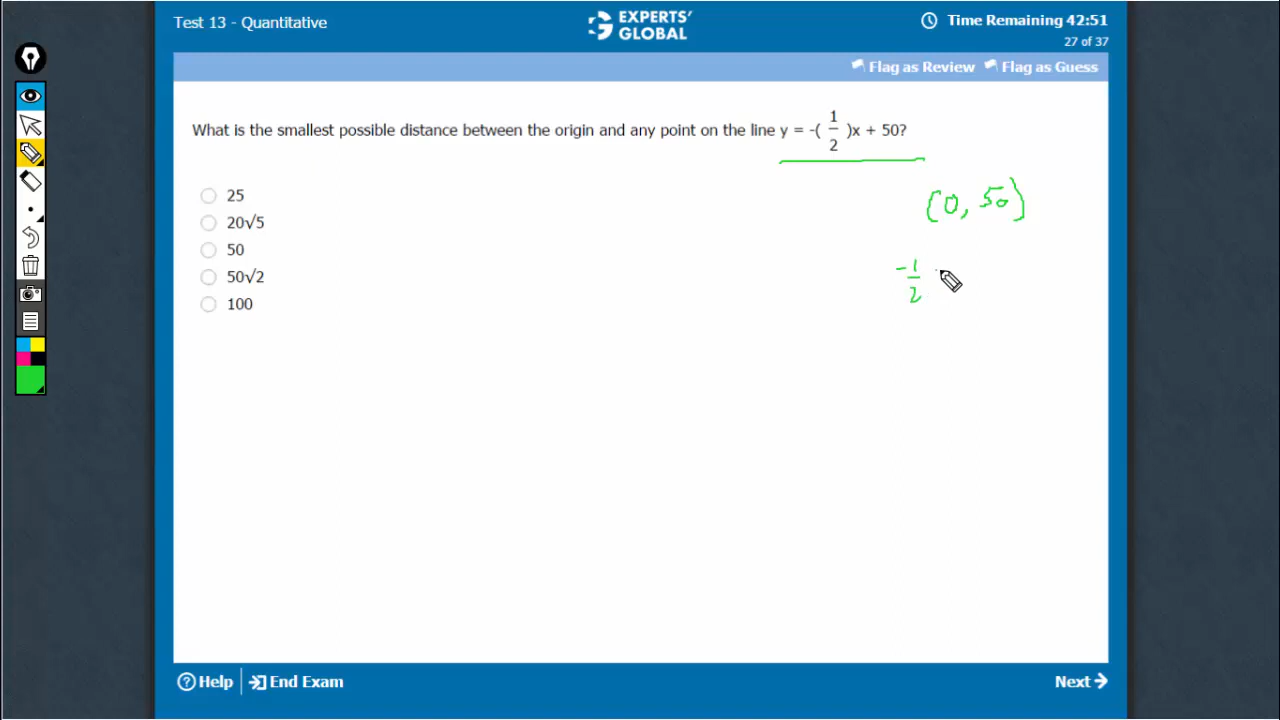 Test 13 - Quantitative
EXPERTS' GLOBAL
Time Remaining 42:51
27 of 37
Flag as Review
Flag as Guess
What is the smallest possible distance between the origin and any point on the line y = -( 1/2 )x + 50?
25
20√5
50
50√2
100
(0, 50)
-1/2
Help
End Exam
Next